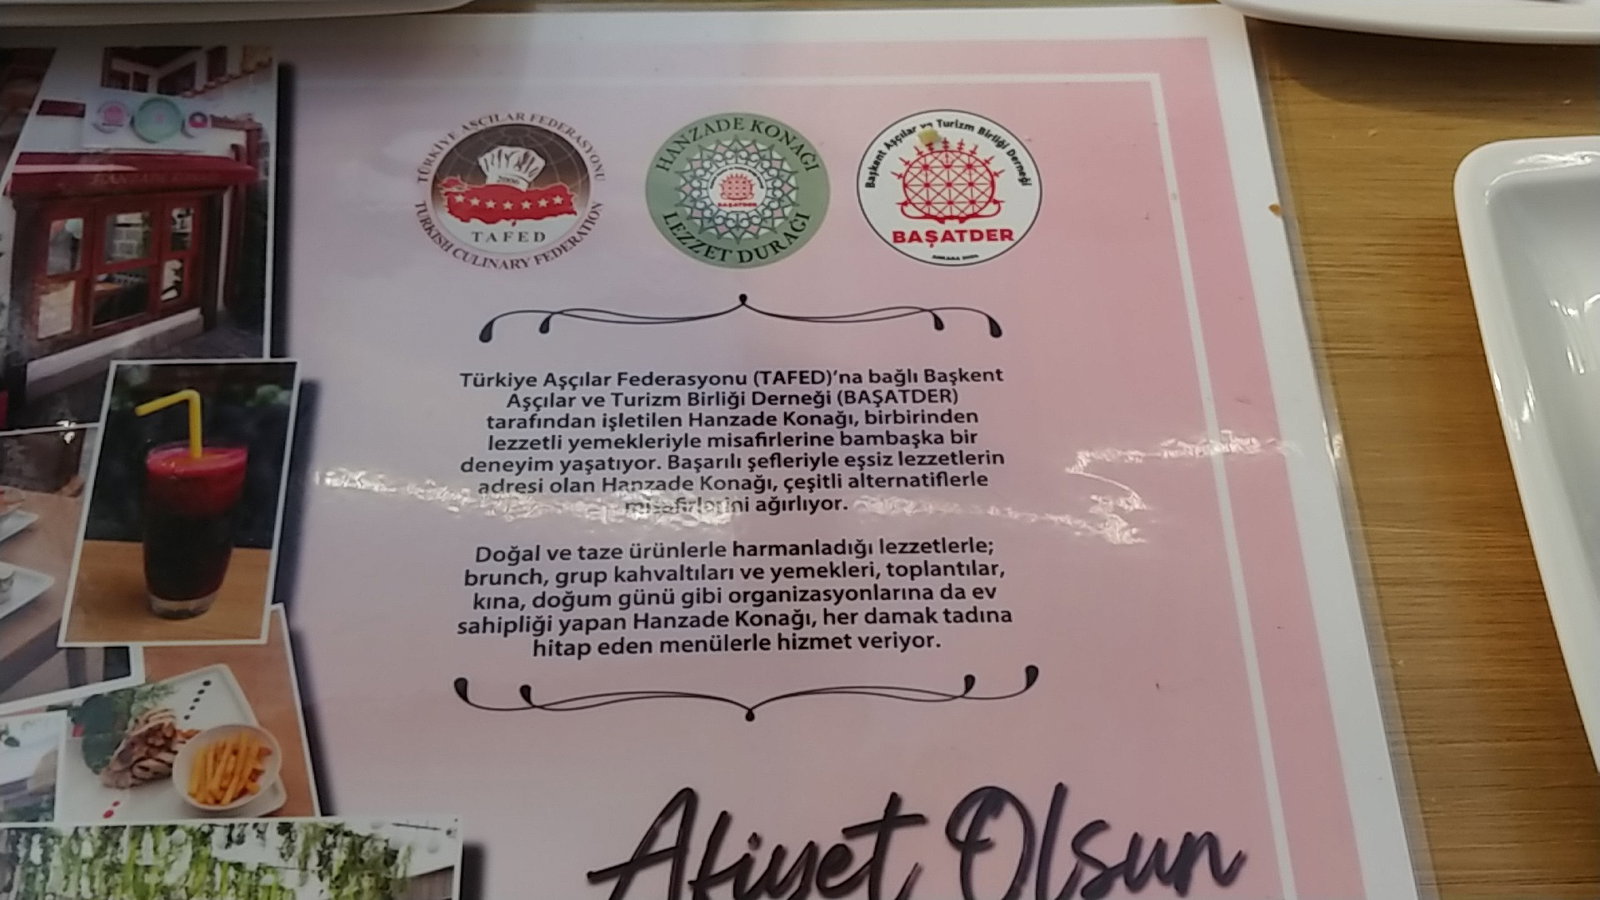 TÜRKİYE AŞÇILAR FEDERASYONU
2006
TAFED
TURKISH CULINARY FEDERATION
HANZADE KONAĞI
BAŞATDER
LEZZET DURAĞI
Başkent Aşçılar ve Turizm Birliği Derneği
BAŞATDER
Türkiye Aşçılar Federasyonu (TAFED)'na bağlı Başkent
Aşçılar ve Turizm Birliği Derneği (BAŞATDER)
tarafından işletilen Hanzade Konağı, birbirinden
lezzetli yemekleriyle misafirlerine bambaşka bir
deneyim yaşatıyor. Başarılı şefleriyle eşsiz lezzetlerin
adresi olan Hanzade Konağı, çeşitli alternatiflerle
misafirlerini ağırlıyor.
Doğal ve taze ürünlerle harmanladığı lezzetlerle;
brunch, grup kahvaltıları ve yemekleri, toplantılar,
kına, doğum günü gibi organizasyonlarına da ev
sahipliği yapan Hanzade Konağı, her damak tadına
hitap eden menülerle hizmet veriyor.
Afiyet Olsun